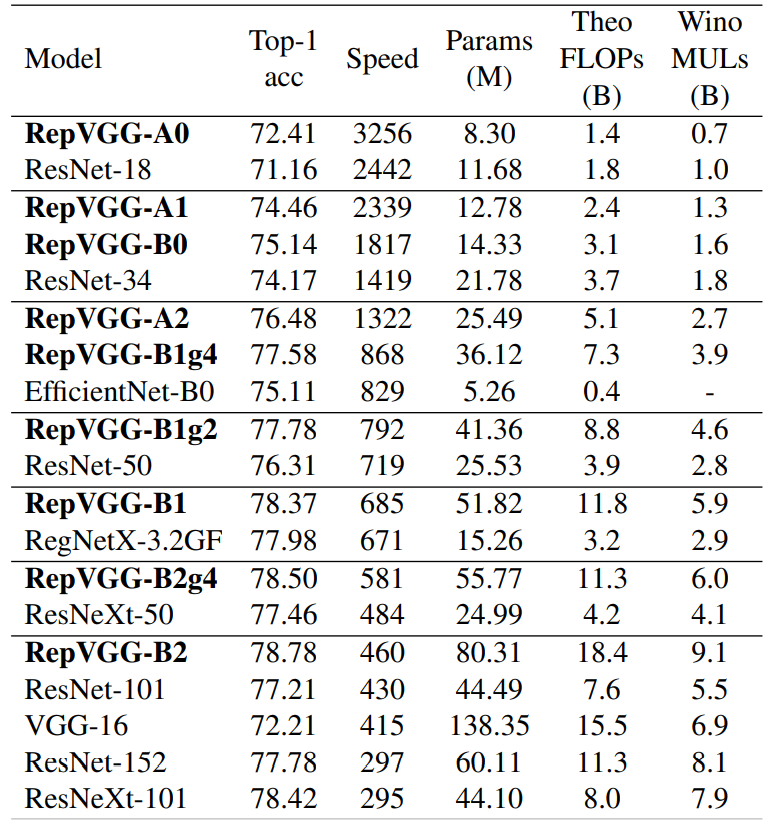 Model Top-1 acc Speed Params (M) Theo FLOPs (B) Wino MULs (B)
RepVGG-A0 72.41 3256 8.30 1.4 0.7
ResNet-18 71.16 2442 11.68 1.8 1.0
RepVGG-A1 74.46 2339 12.78 2.4 1.3
RepVGG-B0 75.14 1817 14.33 3.1 1.6
ResNet-34 74.17 1419 21.78 3.7 1.8
RepVGG-A2 76.48 1322 25.49 5.1 2.7
RepVGG-B1g4 77.58 868 36.12 7.3 3.9
EfficientNet-B0 75.11 829 5.26 0.4 -
RepVGG-B1g2 77.78 792 41.36 8.8 4.6
ResNet-50 76.31 719 25.53 3.9 2.8
RepVGG-B1 78.37 685 51.82 11.8 5.9
RegNetX-3.2GF 77.98 671 15.26 3.2 2.9
RepVGG-B2g4 78.50 581 55.77 11.3 6.0
ResNeXt-50 77.46 484 24.99 4.2 4.1
RepVGG-B2 78.78 460 80.31 18.4 9.1
ResNet-101 77.21 430 44.49 7.6 5.5
VGG-16 72.21 415 138.35 15.5 6.9
ResNet-152 77.78 297 60.11 11.3 8.1
ResNeXt-101 78.42 295 44.10 8.0 7.9